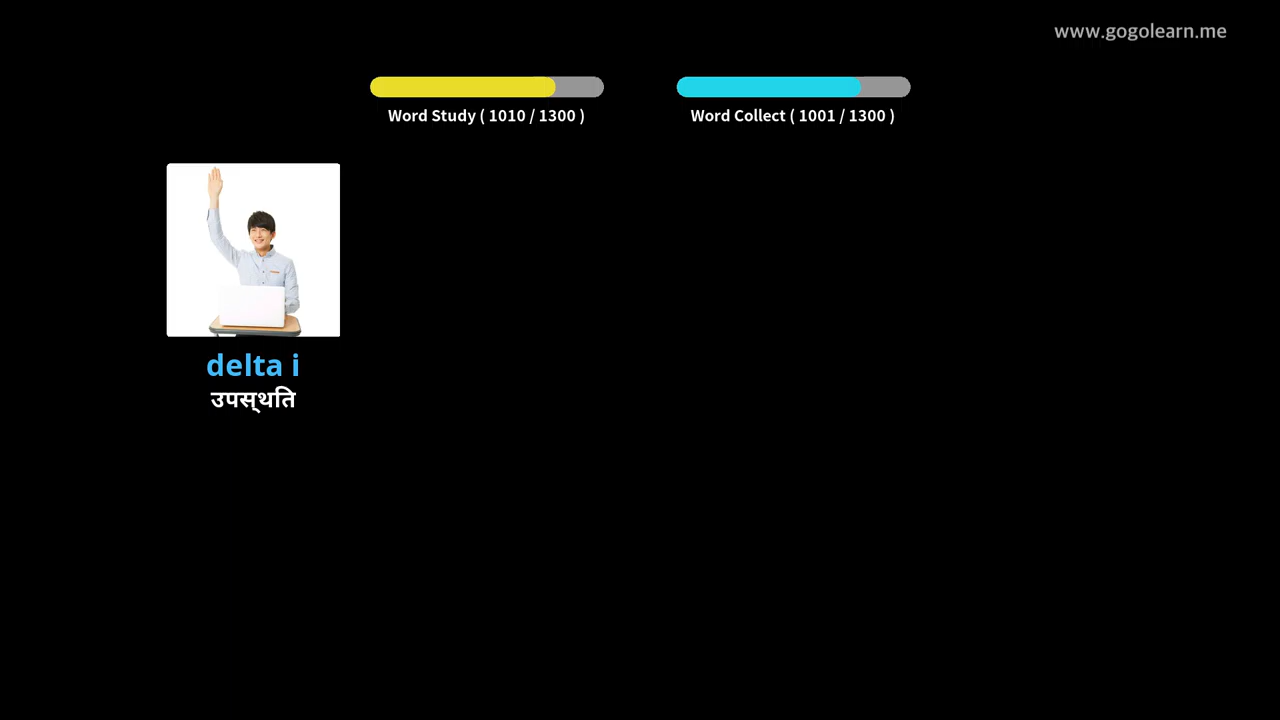 www.gogolearn.me
Word Study ( 1010 / 1300 )
Word Collect ( 1001 / 1300 )
delta i
उपस्थति